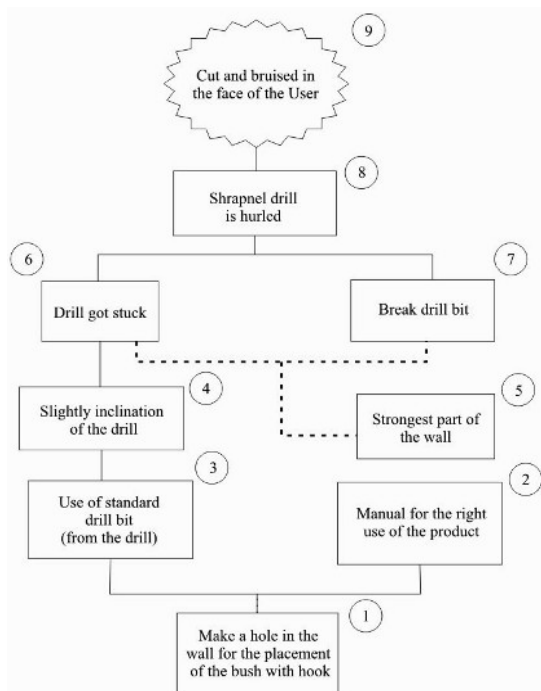 9
Cut and bruised in
the face of the User
8
Shrapnel drill
is hurled
6
7
Drill got stuck
Break drill bit
4
5
Slightly inclination
of the drill
Strongest part of
the wall
3
2
Use of standard
drill bit
(from the drill)
Manual for the right
use of the product
1
Make a hole in the
wall for the placement
of the bush with hook